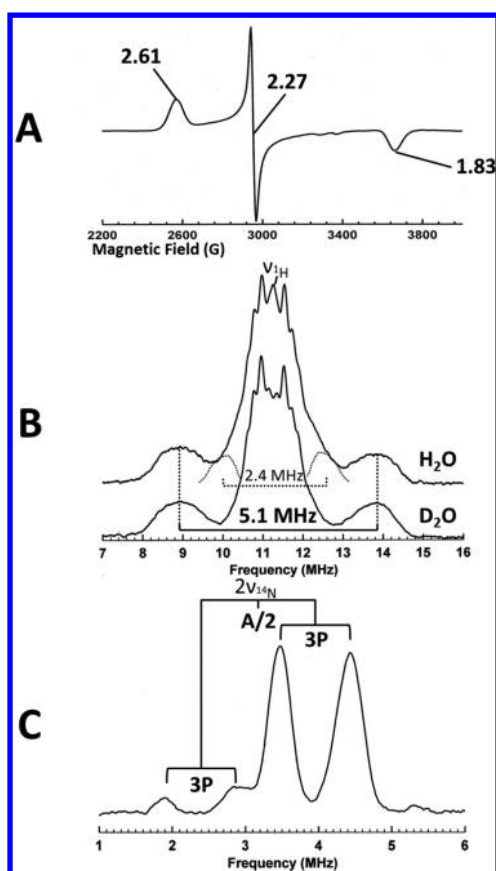 A
2.61
2.27
1.83
2200 2600 3000 3400 3800
Magnetic Field (G)
B
ν1H
H2O
2.4 MHz
D2O
5.1 MHz
7 8 9 10 11 12 13 14 15 16
Frequency (MHz)
C
2ν14N
A/2
3P
3P
1 2 3 4 5 6
Frequency (MHz)